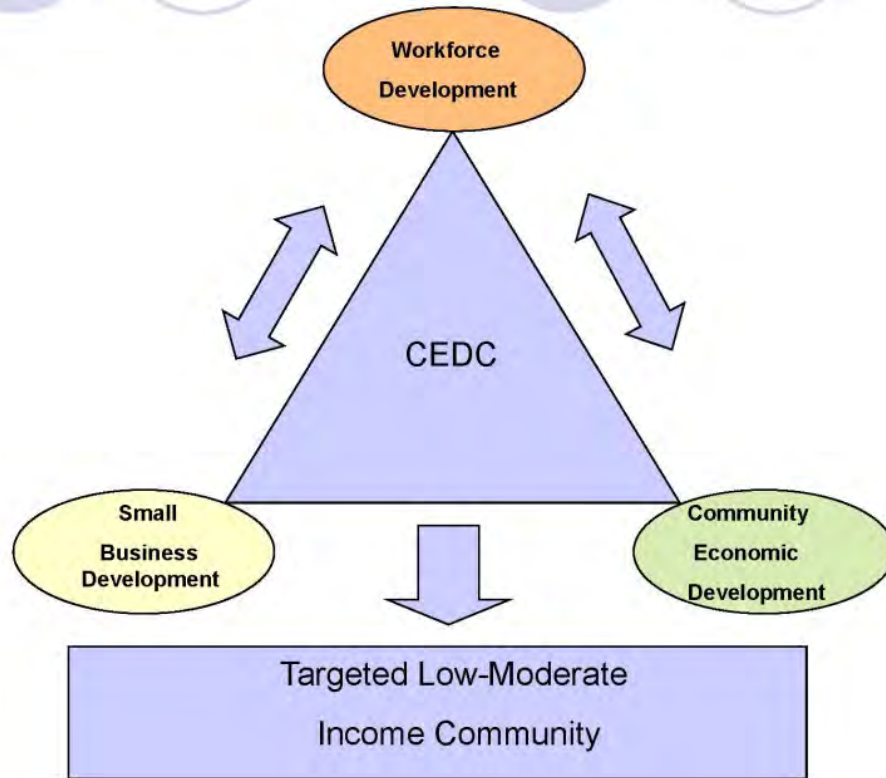 Workforce
Development
CEDC
Small
Business
Development
Community
Economic
Development
Targeted Low-Moderate
Income Community